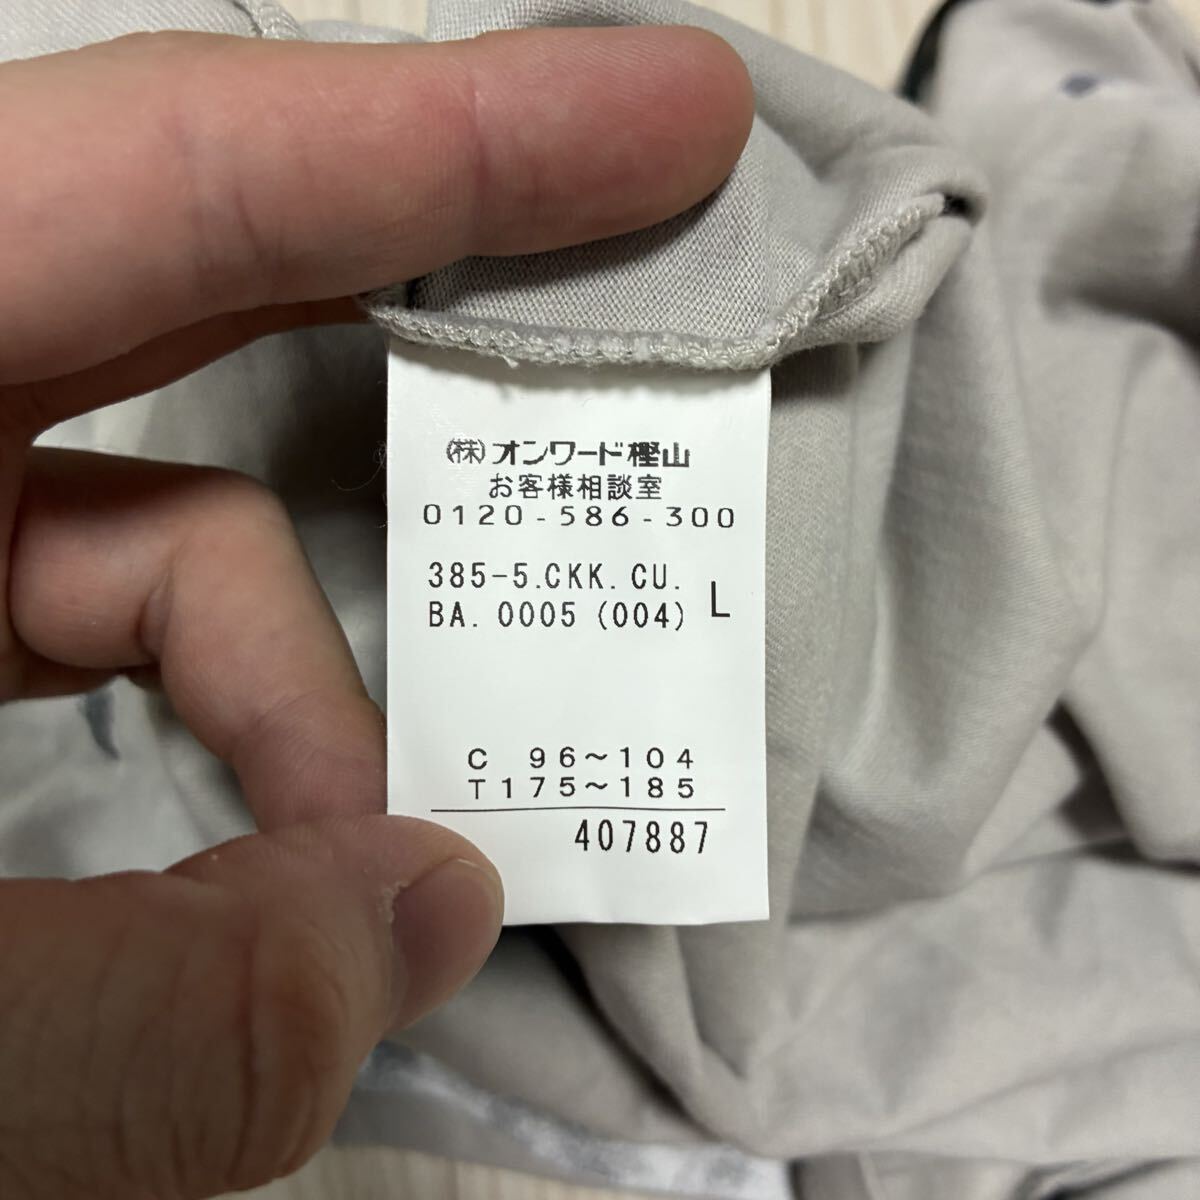 ㈱オンワード樫山
お客様相談室
0120-586-300
385-5.CKK.CU.
BA.0005(004) L
C 96～104
T175～185
407887